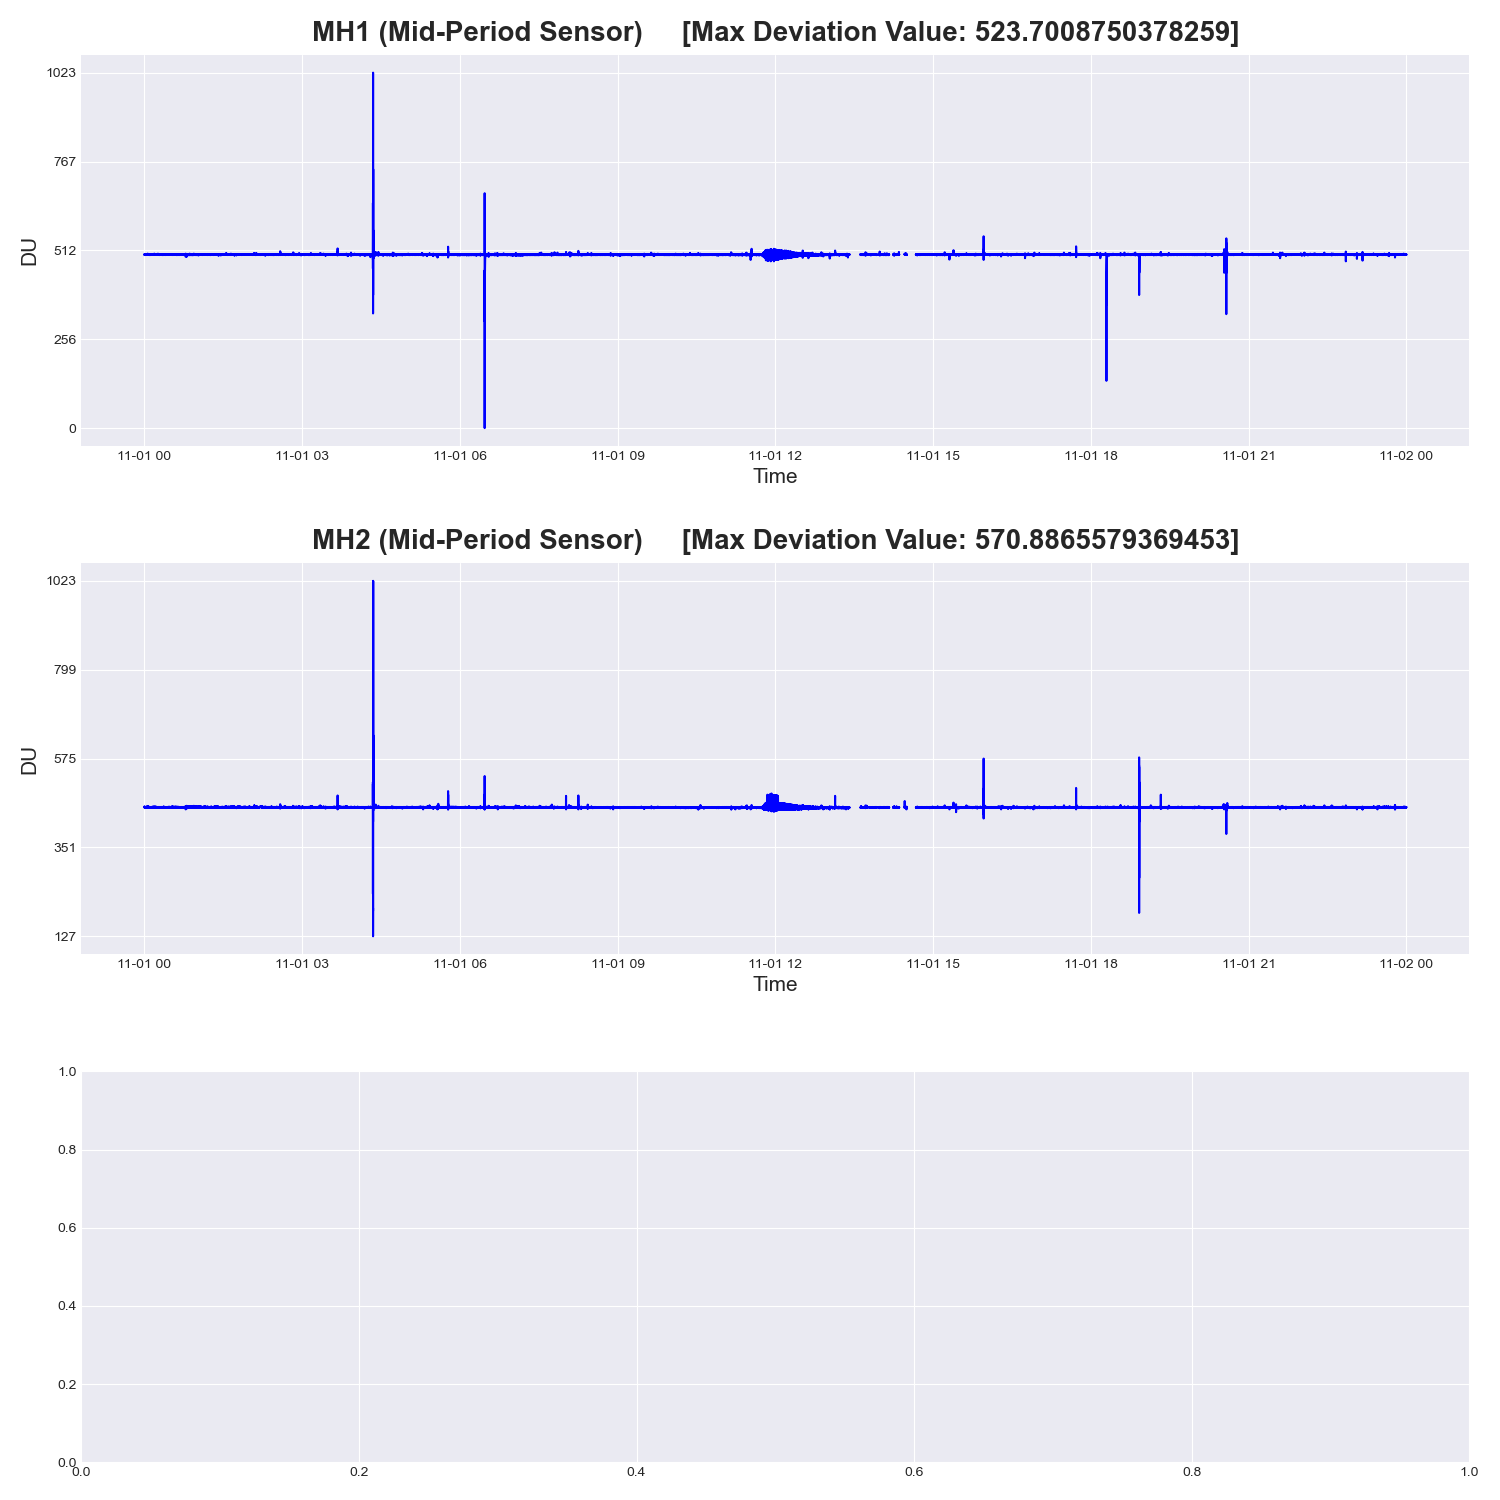 MH1 (Mid-Period Sensor) [Max Deviation Value: 523.7008750378259]
1023
767
512
256
0
DU
11-01 00 11-01 03 11-01 06 11-01 09 11-01 12 11-01 15 11-01 18 11-01 21 11-02 00
Time
MH2 (Mid-Period Sensor) [Max Deviation Value: 570.8865579369453]
1023
799
575
351
127
DU
11-01 00 11-01 03 11-01 06 11-01 09 11-01 12 11-01 15 11-01 18 11-01 21 11-02 00
Time
1.0
0.8
0.6
0.4
0.2
0.0
0.0 0.2 0.4 0.6 0.8 1.0